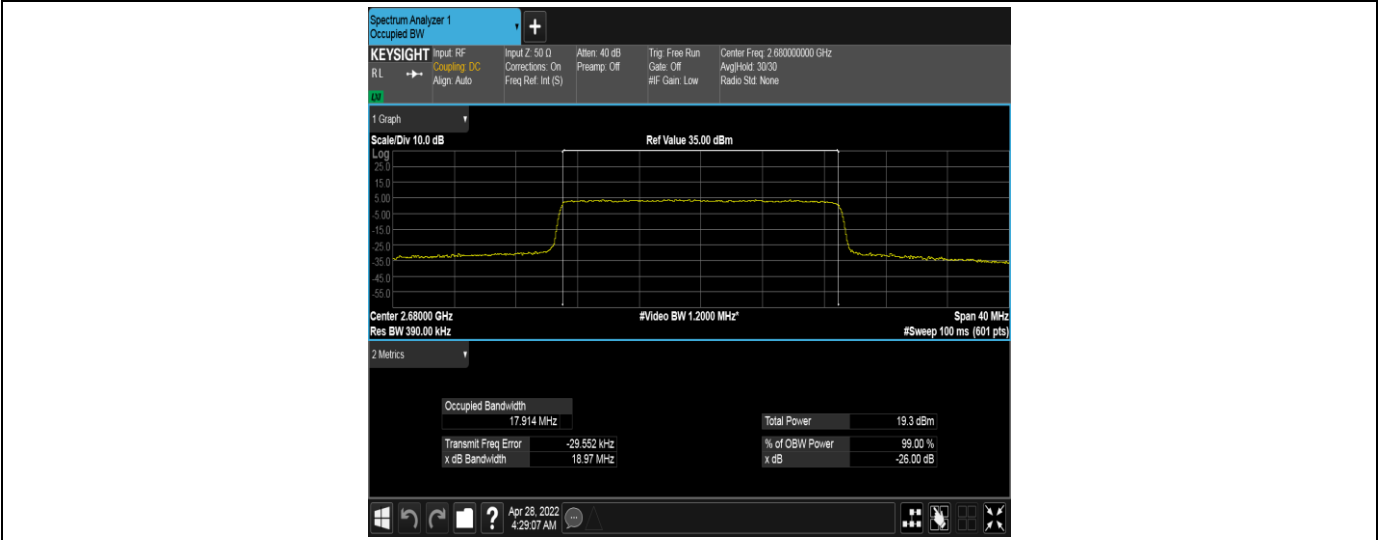 Spectrum Analyzer 1
Occupied BW
+
KEYSIGHT
RL
Input: RF
Coupling: DC
Align: Auto
Input Z: 50 Ω
Corrections: On
Freq Ref: Int (S)
Atten: 40 dB
Preamp: Off
Trig: Free Run
Gate: Off
#IF Gain: Low
Center Freq: 2.680000000 GHz
Avg|Hold: 30/30
Radio Std: None
1 Graph
Scale/Div 10.0 dB
Ref Value 35.00 dBm
Log
25.0
15.0
5.00
-5.00
-15.0
-25.0
-35.0
-45.0
-55.0
Center 2.68000 GHz
#Video BW 1.2000 MHz*
Span 40 MHz
Res BW 390.00 kHz
#Sweep 100 ms (601 pts)
2 Metrics
Occupied Bandwidth
17.914 MHz
Total Power 19.3 dBm
Transmit Freq Error -29.552 kHz
% of OBW Power 99.00 %
x dB Bandwidth 18.97 MHz
x dB -26.00 dB
?
Apr 28, 2022
4:29:07 AM